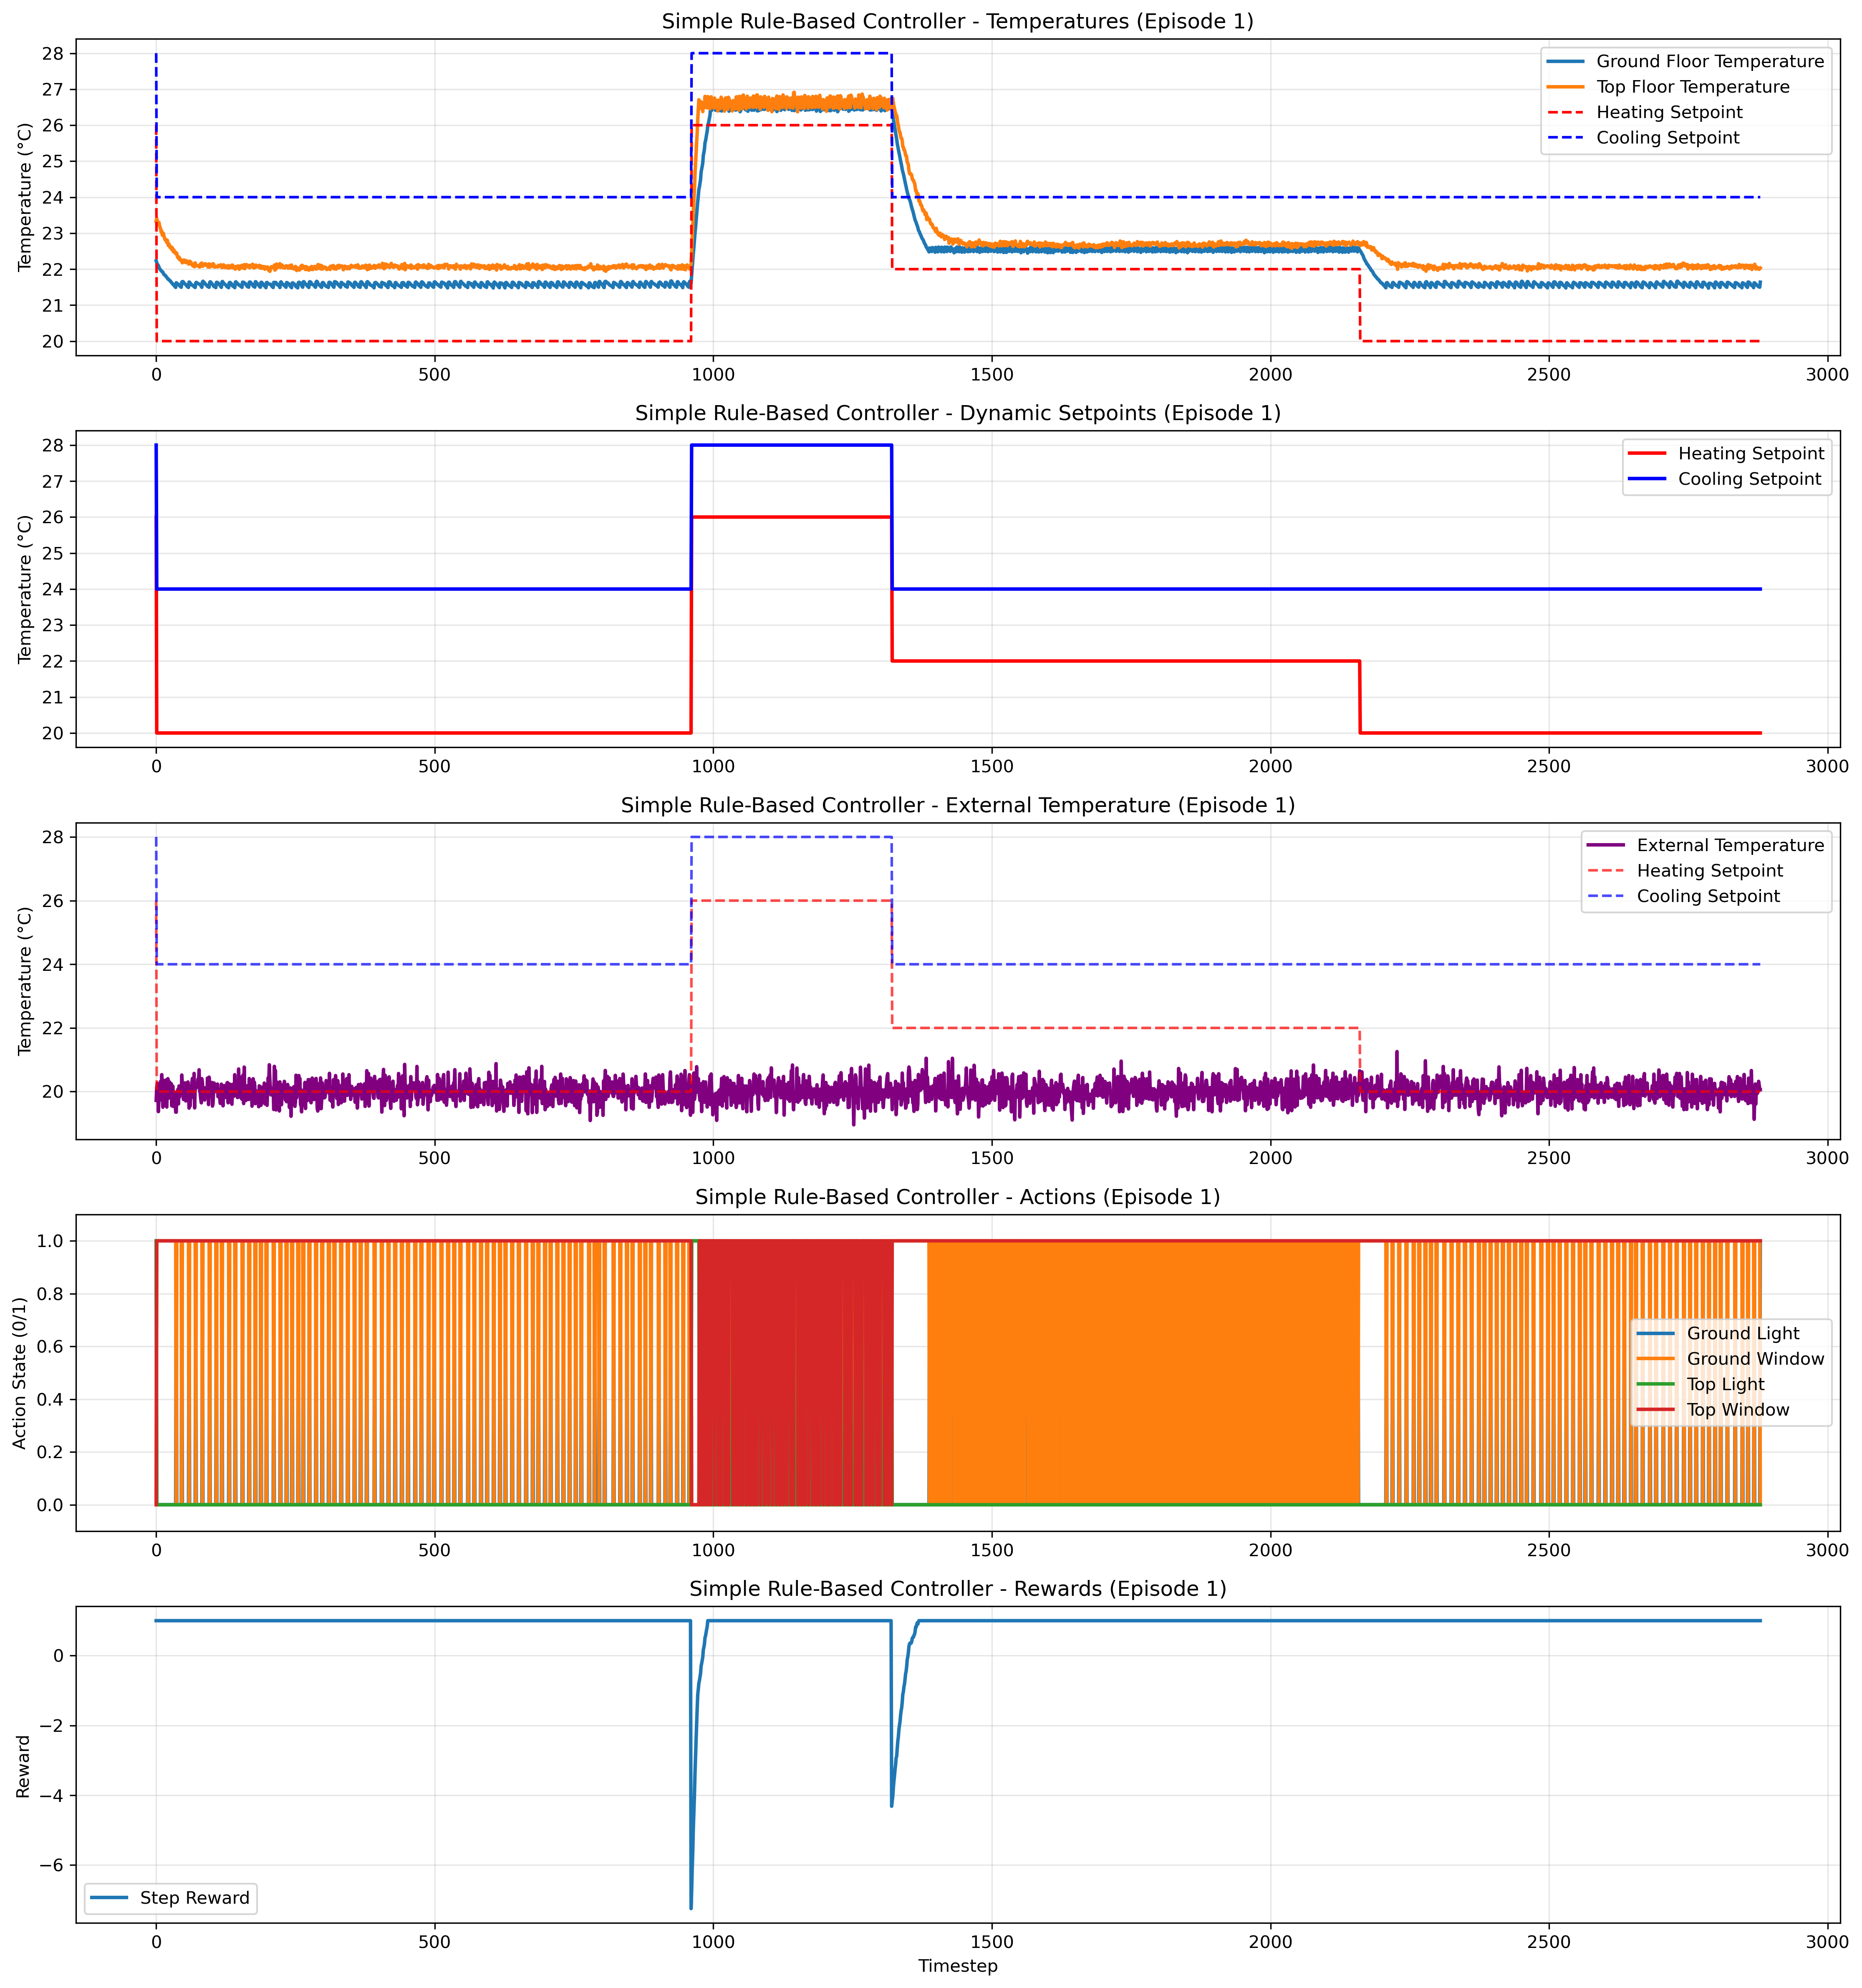 Simple Rule-Based Controller - Temperatures (Episode 1)
Temperature (°C)
28
27
26
25
24
23
22
21
20
Ground Floor Temperature
Top Floor Temperature
Heating Setpoint
Cooling Setpoint
0 500 1000 1500 2000 2500 3000
Simple Rule-Based Controller - Dynamic Setpoints (Episode 1)
Temperature (°C)
28
27
26
25
24
23
22
21
20
Heating Setpoint
Cooling Setpoint
0 500 1000 1500 2000 2500 3000
Simple Rule-Based Controller - External Temperature (Episode 1)
Temperature (°C)
28
26
24
22
20
External Temperature
Heating Setpoint
Cooling Setpoint
0 500 1000 1500 2000 2500 3000
Simple Rule-Based Controller - Actions (Episode 1)
Action State (0/1)
1.0
0.8
0.6
0.4
0.2
0.0
Ground Light
Ground Window
Top Light
Top Window
0 500 1000 1500 2000 2500 3000
Simple Rule-Based Controller - Rewards (Episode 1)
Reward
0
−2
−4
−6
Step Reward
0 500 1000 1500 2000 2500 3000
Timestep